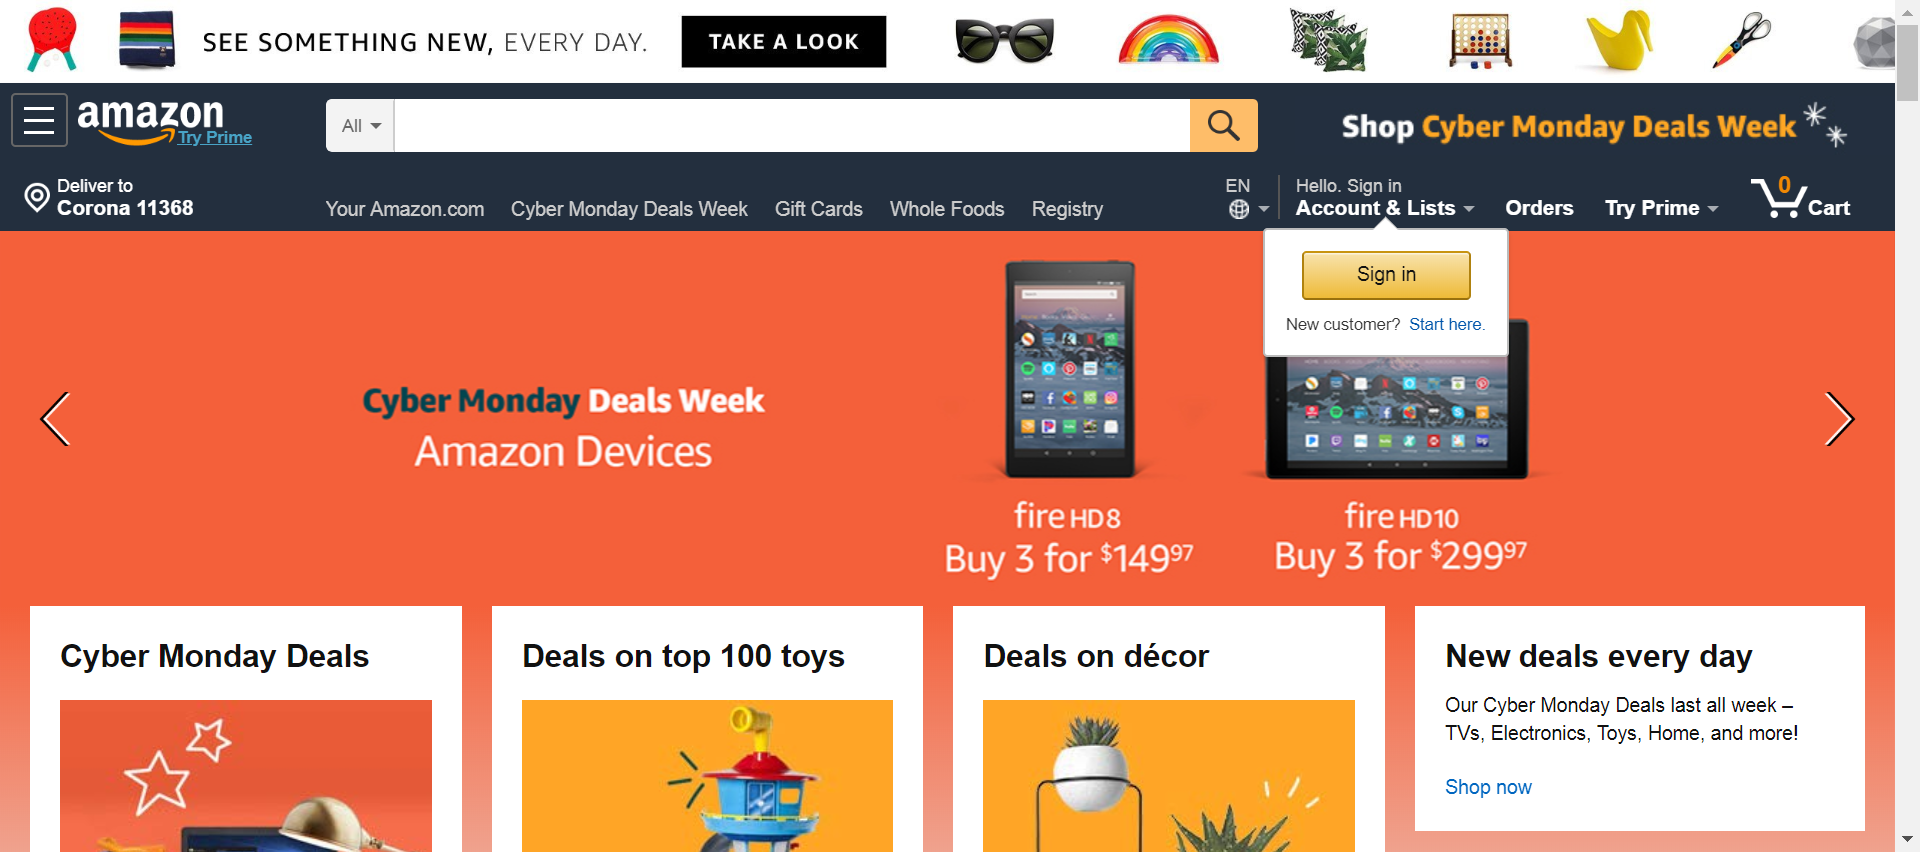 SEE SOMETHING NEW, EVERY DAY.
TAKE A LOOK
amazon
Try Prime
All
Shop Cyber Monday Deals Week
Deliver to
Corona 11368
Your Amazon.com
Cyber Monday Deals Week
Gift Cards
Whole Foods
Registry
EN
Hello. Sign in
Account & Lists
Orders
Try Prime
0
Cart
Sign in
New customer? Start here.
Cyber Monday Deals Week
Amazon Devices
fire HD8
Buy 3 for $14997
fire HD10
Buy 3 for $29997
Cyber Monday Deals
Deals on top 100 toys
Deals on décor
New deals every day
Our Cyber Monday Deals last all week –
TVs, Electronics, Toys, Home, and more!
Shop now